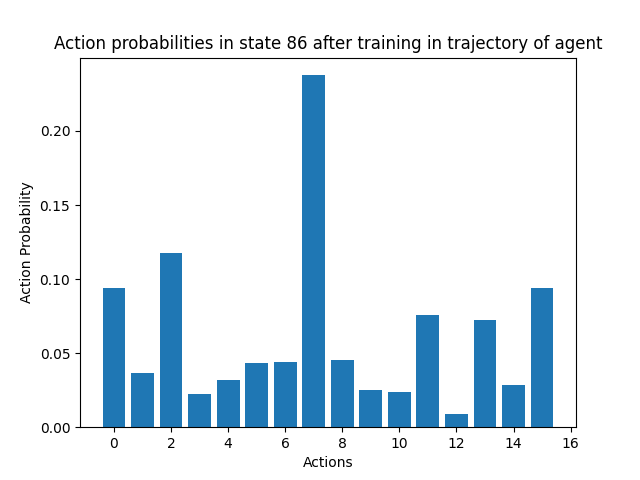 Action probabilities in state 86 after training in trajectory of agent
0.20
0.15
0.10
0.05
0.00
Action Probability
0 2 4 6 8 10 12 14 16
Actions